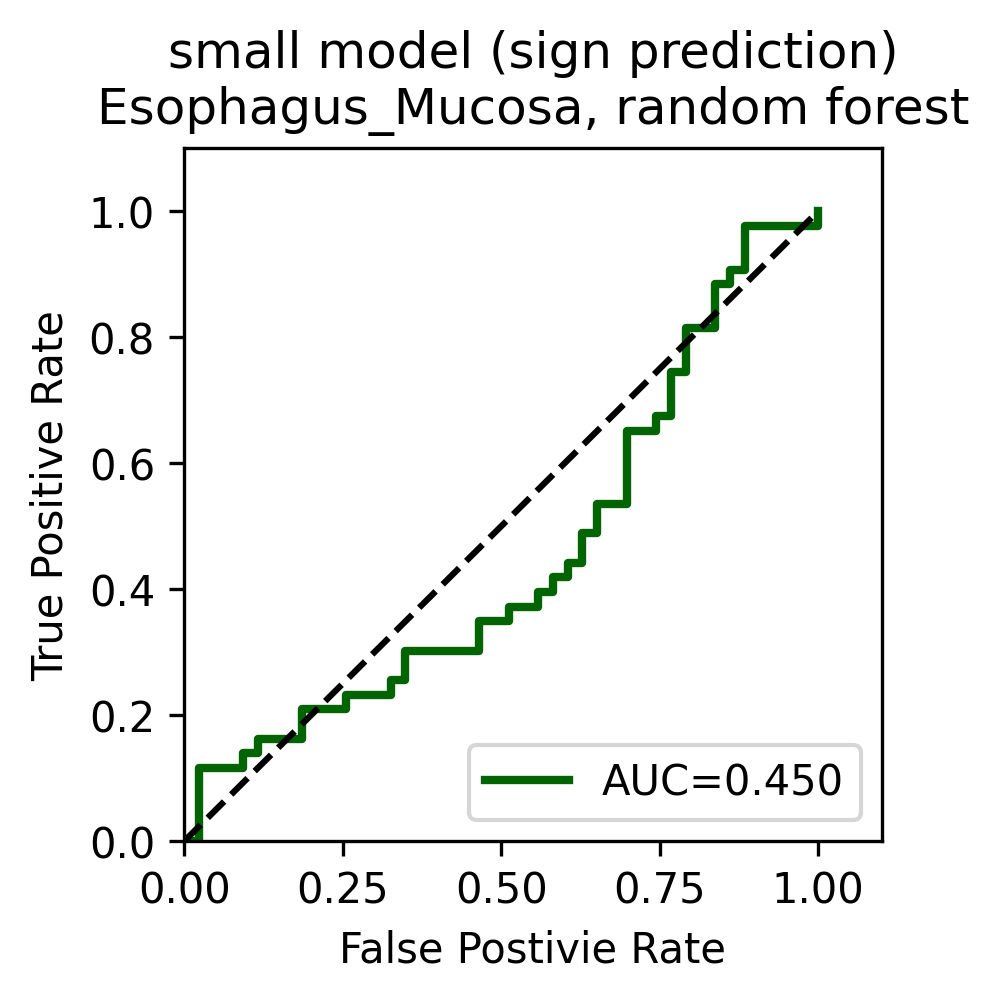 small model (sign prediction)
Esophagus_Mucosa, random forest
True Positive Rate
1.0
0.8
0.6
0.4
0.2
0.0
AUC=0.450
0.00 0.25 0.50 0.75 1.00
False Postivie Rate